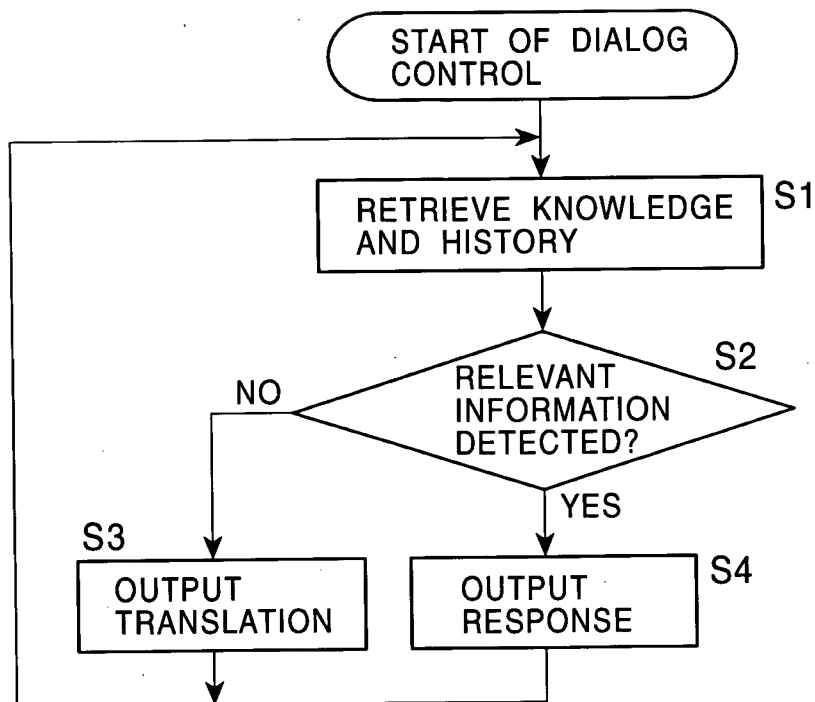 START OF DIALOG
CONTROL
RETRIEVE KNOWLEDGE
AND HISTORY
S1
RELEVANT
INFORMATION
DETECTED?
S2
NO
YES
S3
OUTPUT
TRANSLATION
OUTPUT
RESPONSE
S4